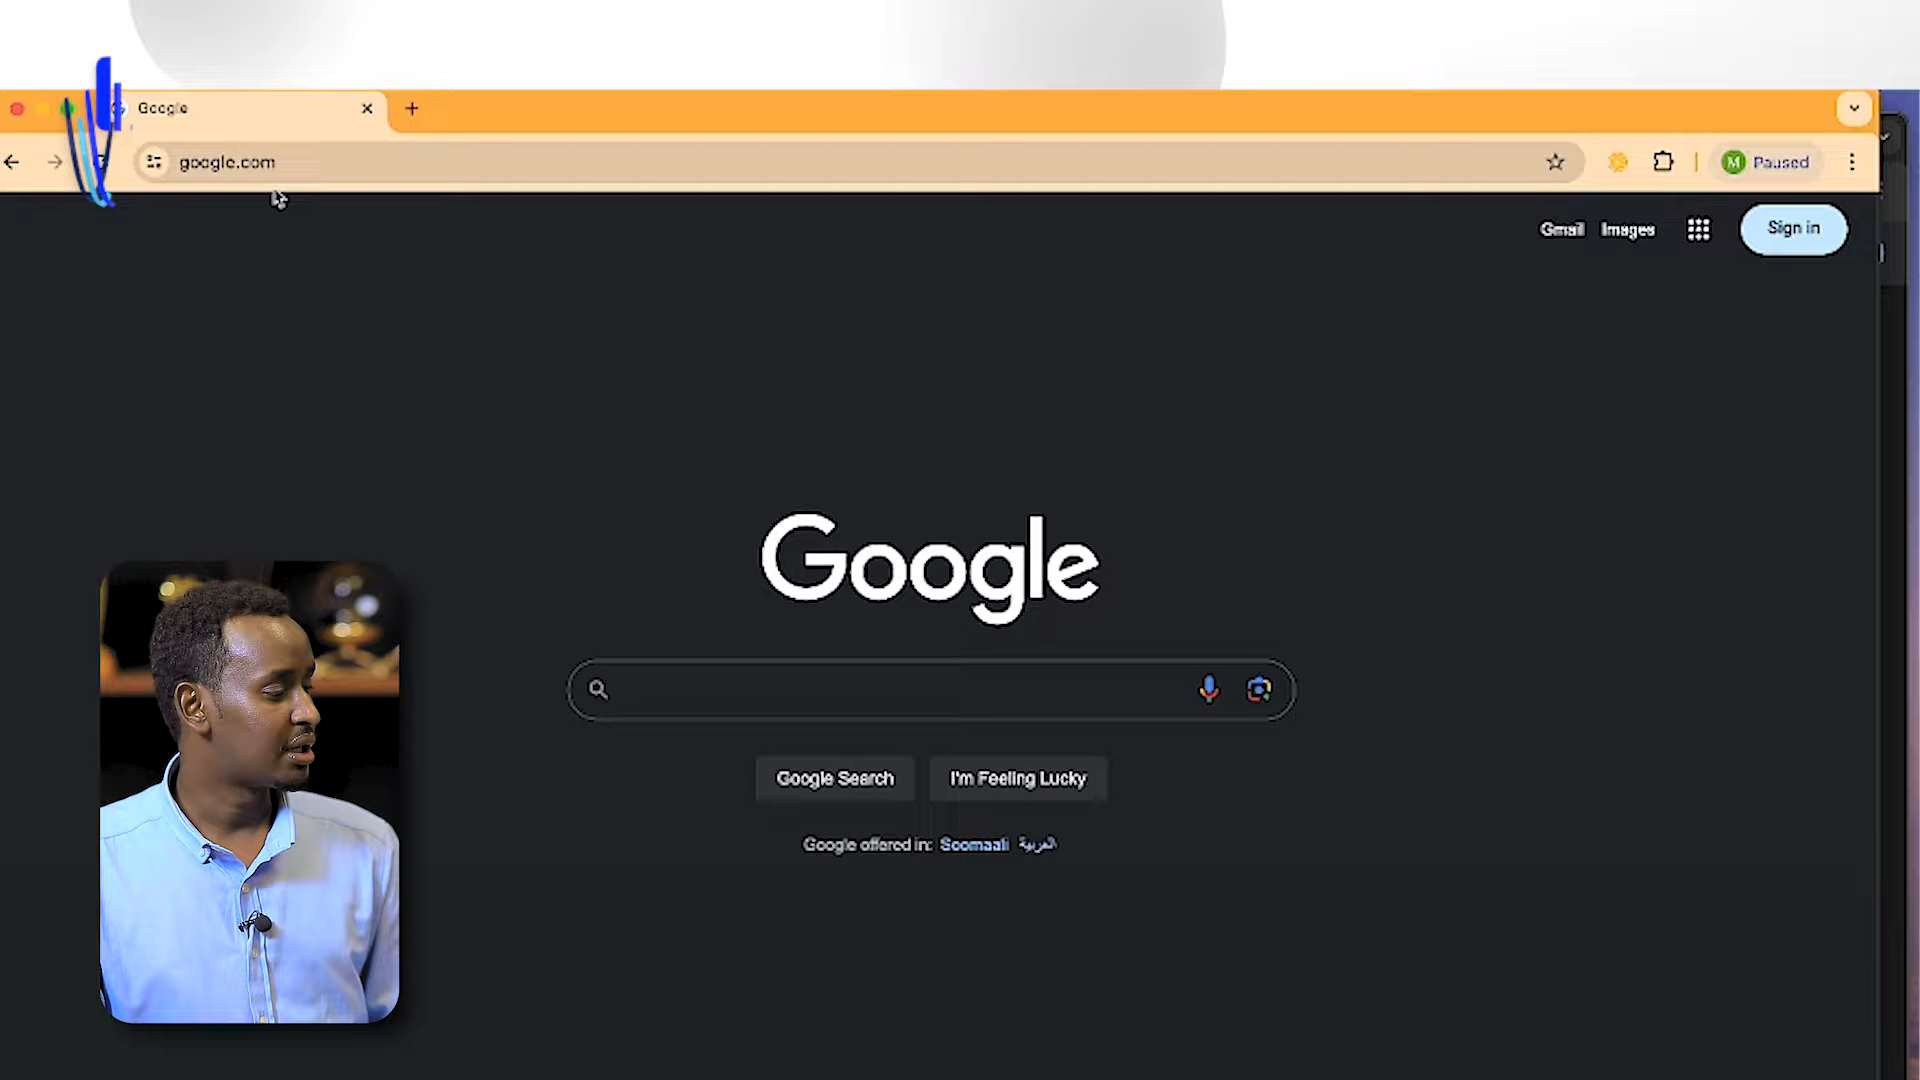 Google
google.com
M Paused
Gmail Images
Sign in
Google
Google Search I'm Feeling Lucky
Google offered in: Soomaali العربية